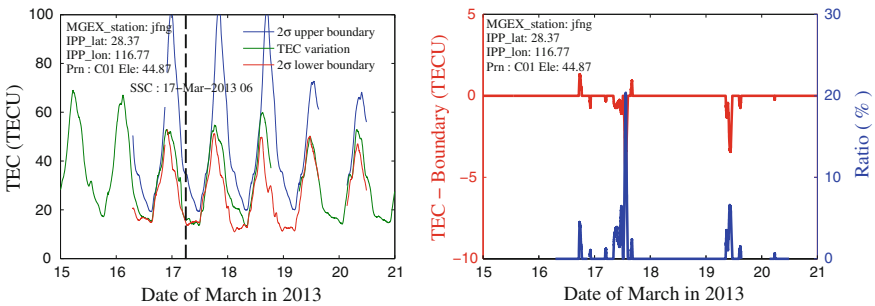 MGEX_station: jfng
IPP_lat: 28.37
IPP_lon: 116.77
Prn : C01 Ele: 44.87
2σ upper boundary
TEC variation
2σ lower boundary
SSC : 17−Mar−2013 06
TEC (TECU)
100
80
60
40
20
0
15 16 17 18 19 20 21
Date of March in 2013
MGEX_station: jfng
IPP_lat: 28.37
IPP_lon: 116.77
Prn : C01 Ele: 44.87
TEC − Boundary (TECU)
5
0
−5
−10
Ratio ( % )
30
20
10
0
15 16 17 18 19 20 21
Date of March in 2013